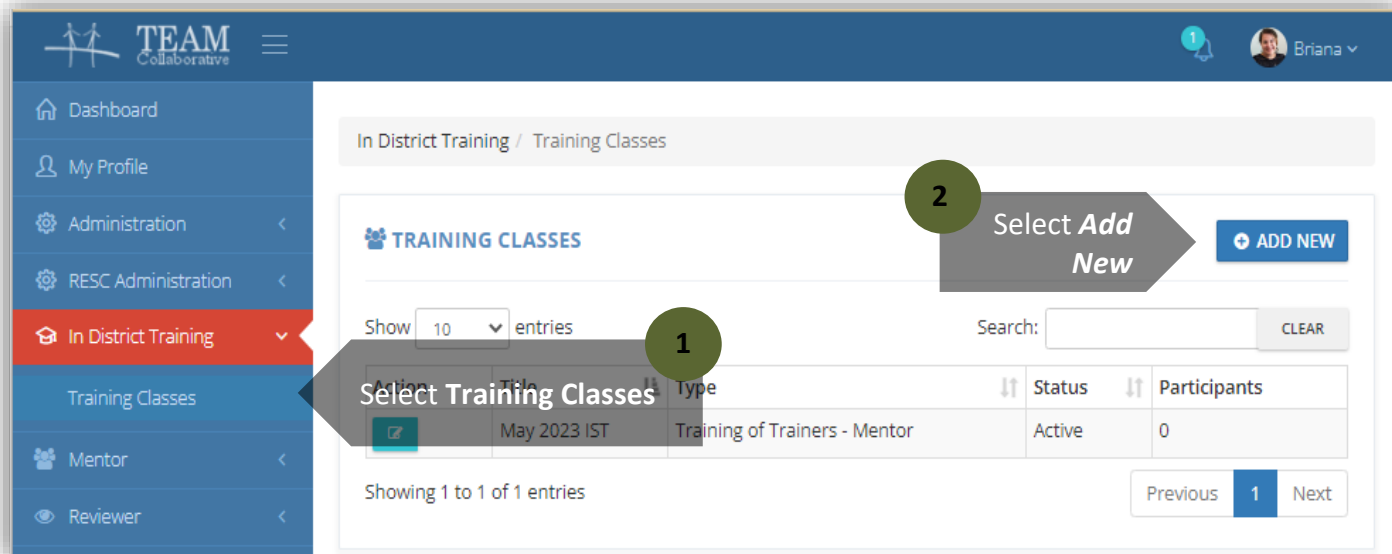 TEAM
Collaborative
1
Briana
Dashboard
My Profile
Administration
RESC Administration
In District Training
Training Classes
Mentor
Reviewer
In District Training / Training Classes
TRAINING CLASSES
2
Select Add
New
ADD NEW
Show 10 entries
Search:
CLEAR
1
Select Training Classes
Action Title Type Status Participants
May 2023 IST Training of Trainers - Mentor Active 0
Showing 1 to 1 of 1 entries
Previous 1 Next